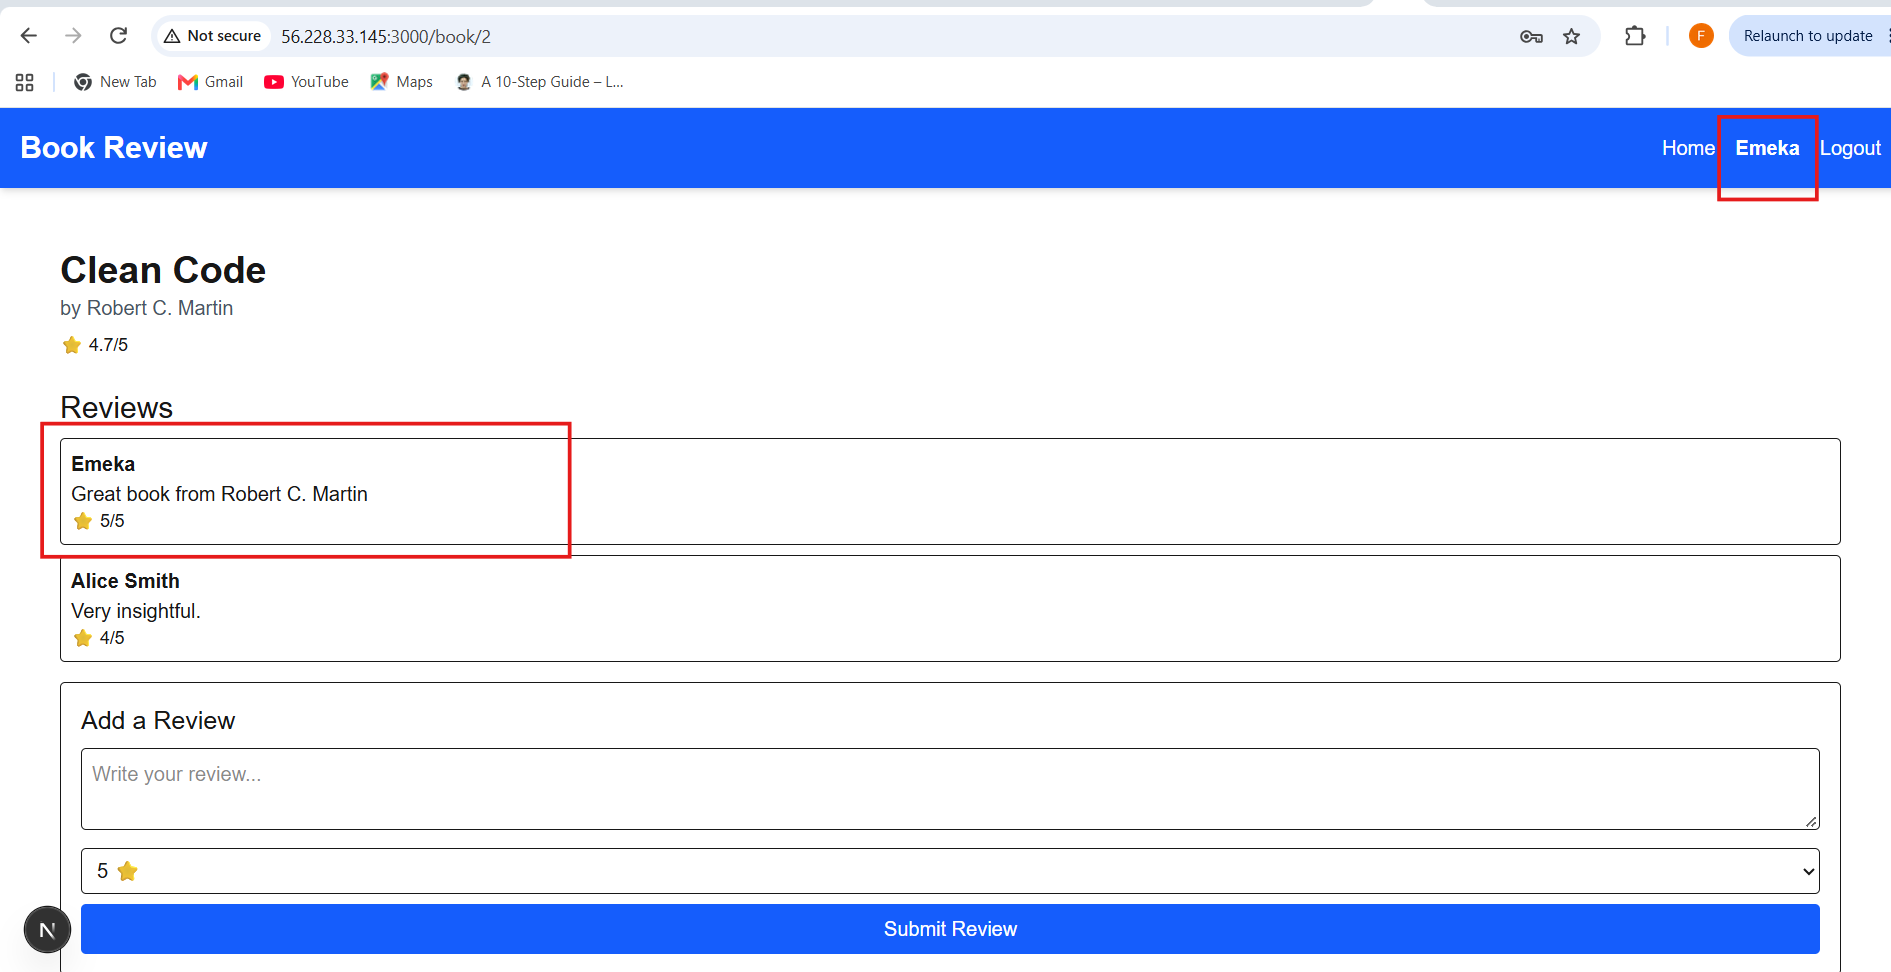 Not secure 56.228.33.145:3000/book/2 F Relaunch to update
New Tab Gmail YouTube Maps A 10-Step Guide – L...
Book Review Home Emeka Logout
Clean Code
by Robert C. Martin
4.7/5
Reviews
Emeka
Great book from Robert C. Martin
5/5
Alice Smith
Very insightful.
4/5
Add a Review
Write your review...
5
N
Submit Review